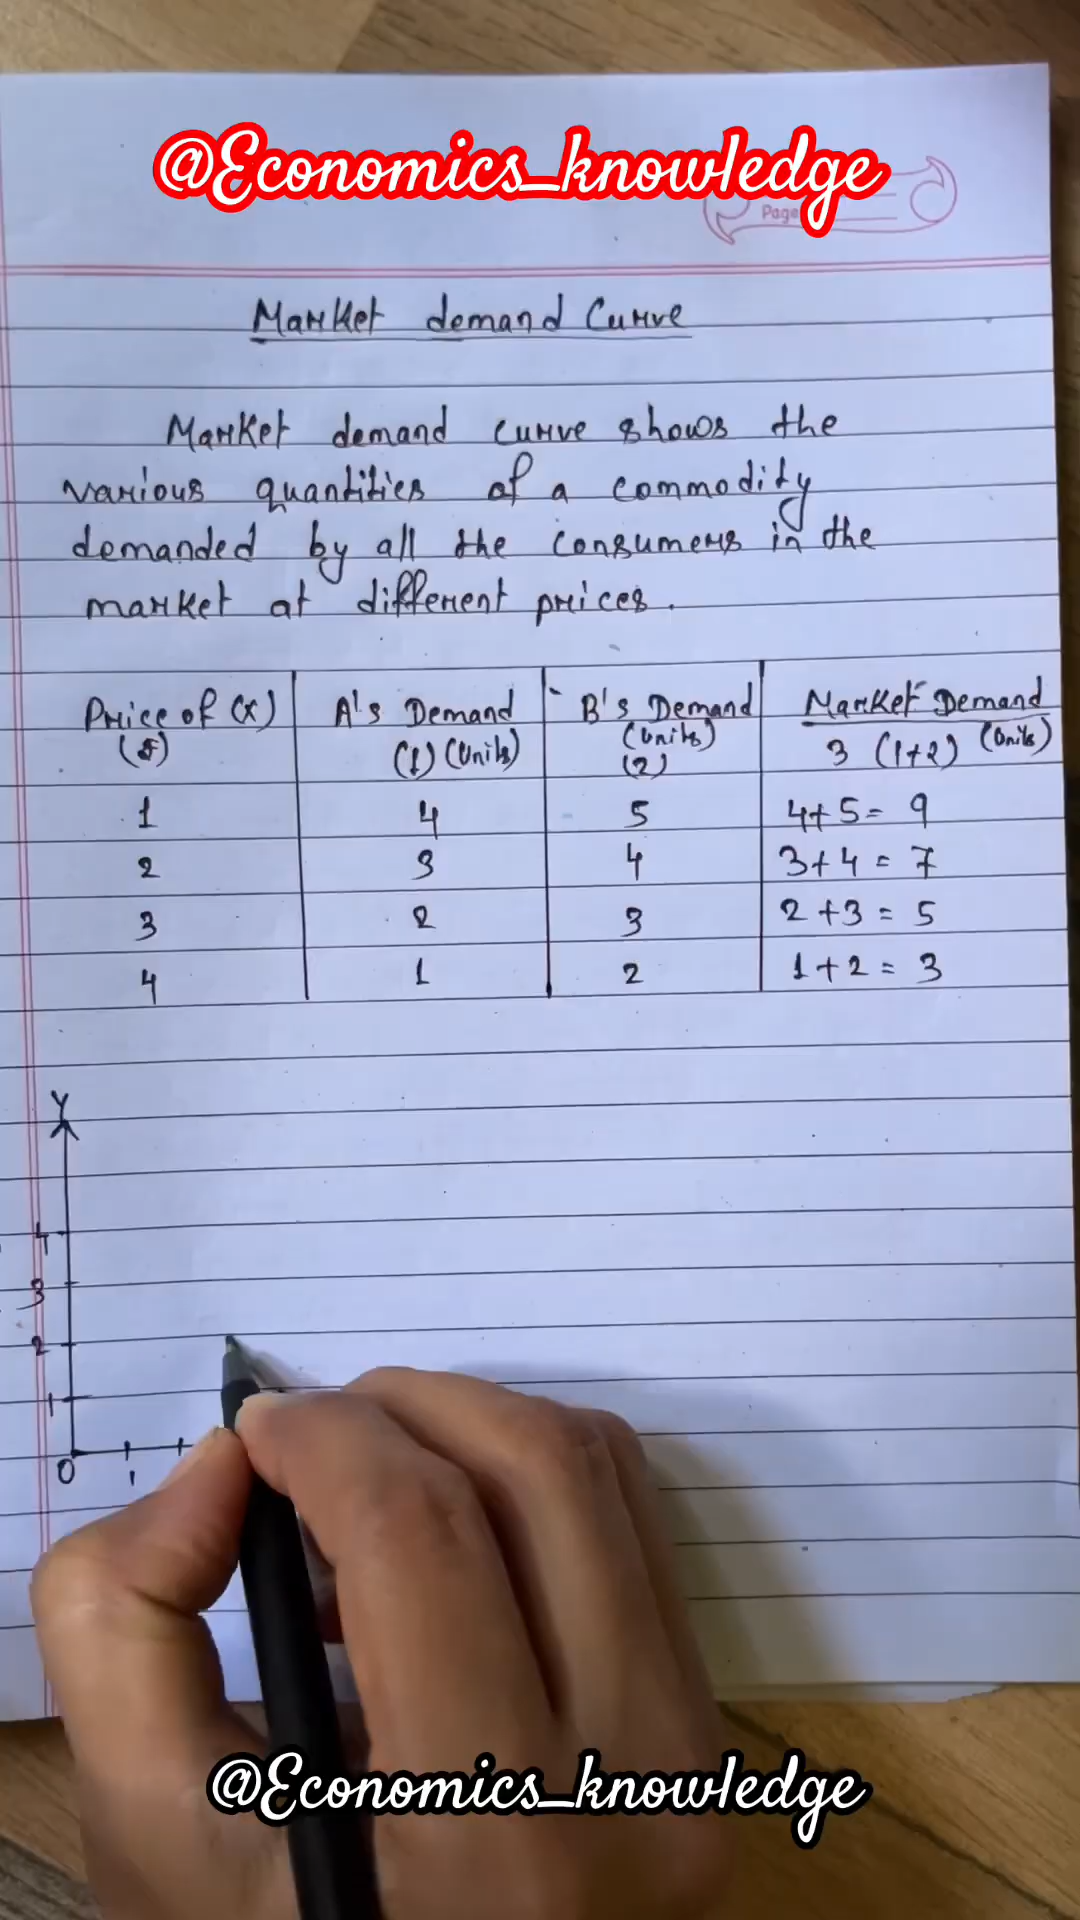 @Economics_knowledge
Page
Market demand Curve
Market demand curve shows the
various quantities of a commodity
demanded by all the consumers in the
market at different prices.
Price of (X) A's Demand B's Demand Market Demand
(₹) (1) (Units) (Units) (2) 3 (1+2) (Units)
1 4 5 4+5= 9
2 3 4 3+4 = 7
3 2 3 2+3 = 5
4 1 2 1+2 = 3
Y
4
3
2
1
O 1
@Economics_knowledge